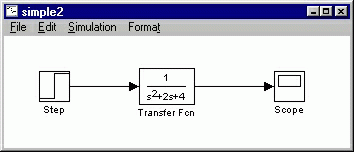 simple2
File Edit Simulation Format
1
s²+2s+4
Step
Transfer Fcn
Scope